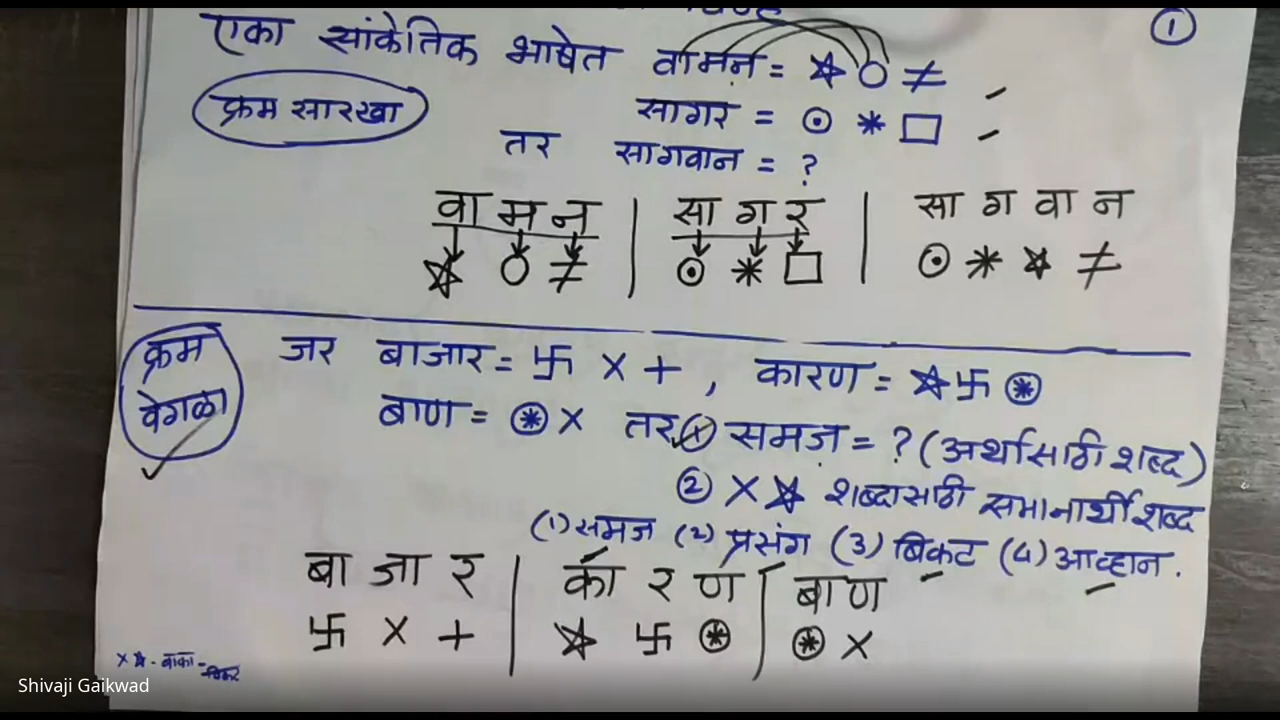 ①
एका सांकेतिक भाषेत वामन = ☆ ○ ≠
क्रम सारखा
सागर = ⊙ * □
तर सागवान = ?
वा म न | सा ग र | सा ग वा न
☆ ○ ≠ | ⊙ * □ | ⊙ * ☆ ≠
क्रम वेगळा
जर बाजार = 卐 × + , कारण = ☆ 卐 ⊛
बाण = ⊛ × तर ① समज = ? (अर्थासाठी शब्द)
② × ☆ शब्दासाठी समानार्थी शब्द
(1) समज (2) प्रसंग (3) बिकट (4) आव्हान.
बा जा र | का र ण | बा ण
卐 × + | ☆ 卐 ⊛ | ⊛ ×
× ☆ - बाका -
Shivaji Gaikwad